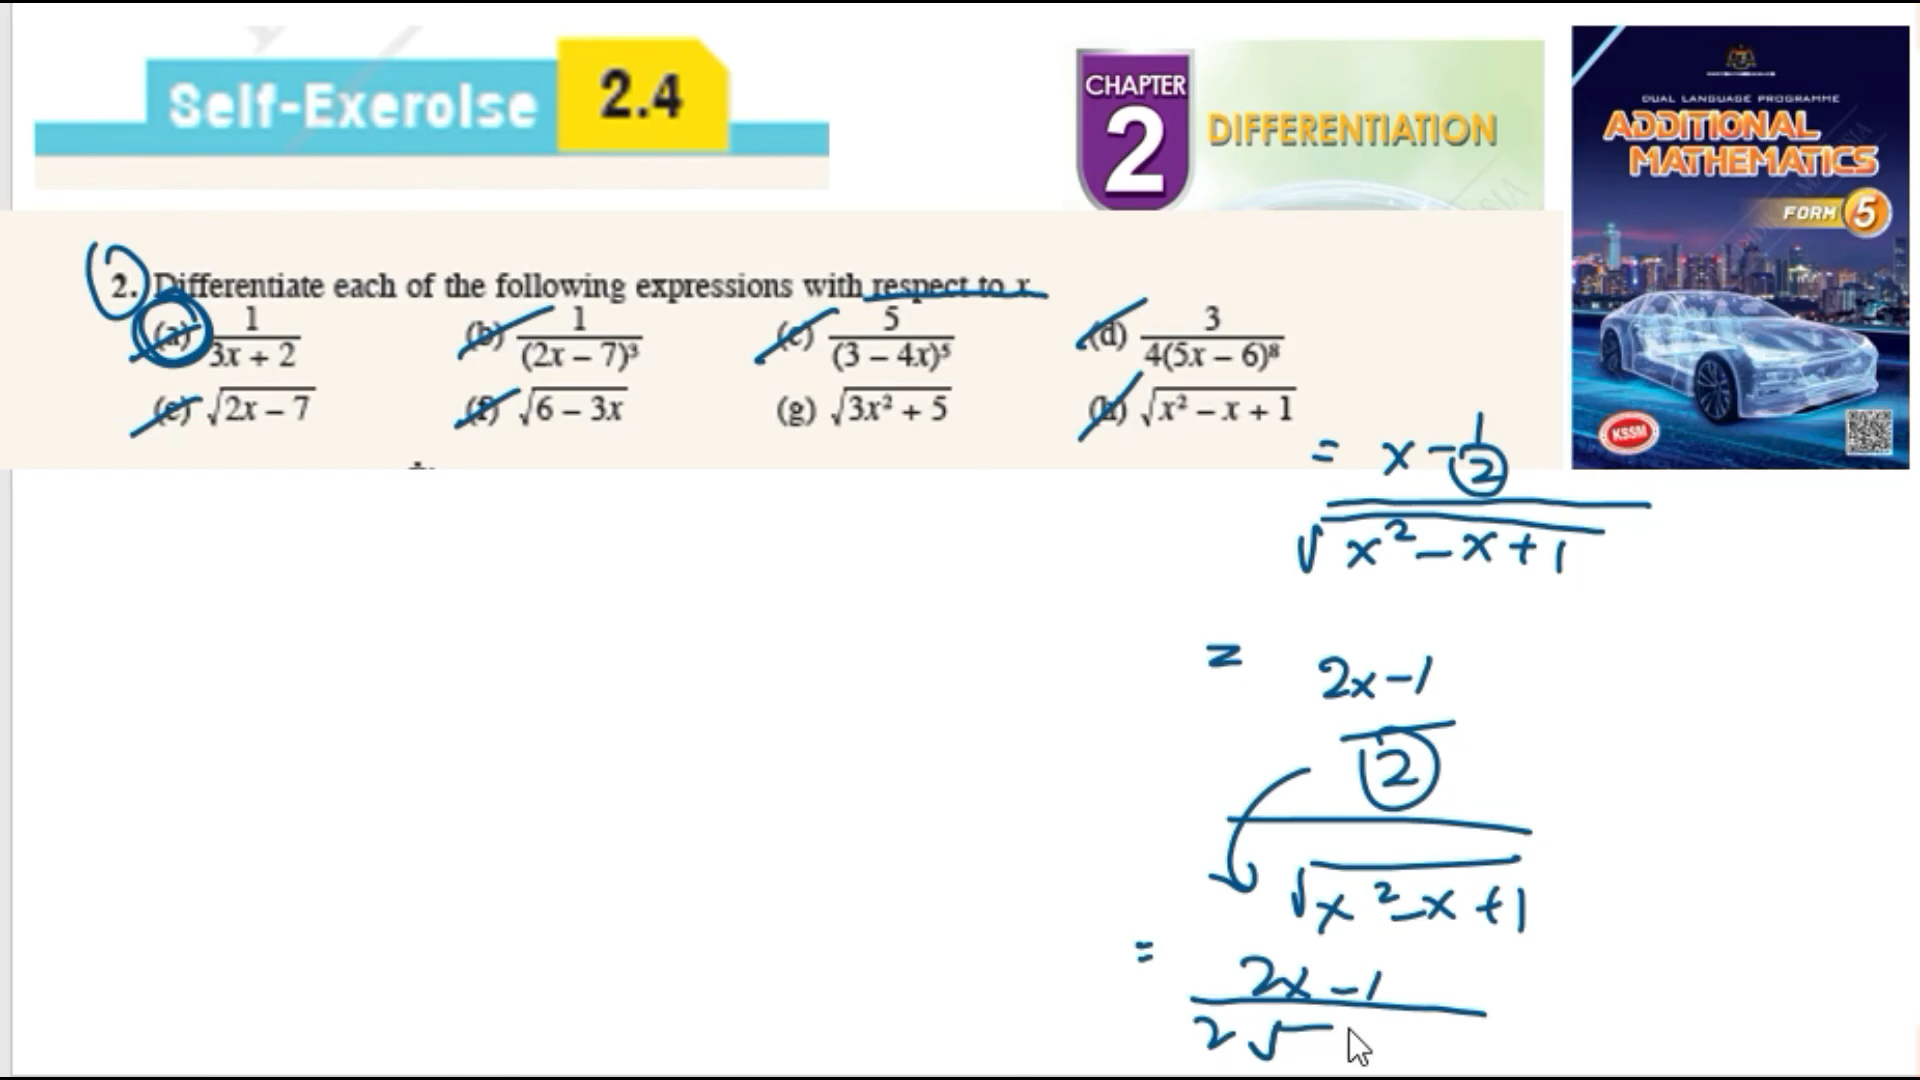 Self-Exercise 2.4
CHAPTER 2 DIFFERENTIATION
DUAL LANGUAGE PROGRAMME
ADDITIONAL
MATHEMATICS
FORM 5
KSSM
2. Differentiate each of the following expressions with respect to x.
(a) 1/(3x + 2) (b) 1/(2x – 7)³ (c) 5/(3 – 4x)⁵ (d) 3/(4(5x – 6)⁸)
(e) √(2x – 7) (f) √(6 – 3x) (g) √(3x² + 5) (h) √(x² – x + 1)
= x - 1/2
√(x² - x + 1)
= 2x - 1
2
√(x² - x + 1)
= 2x - 1
2√